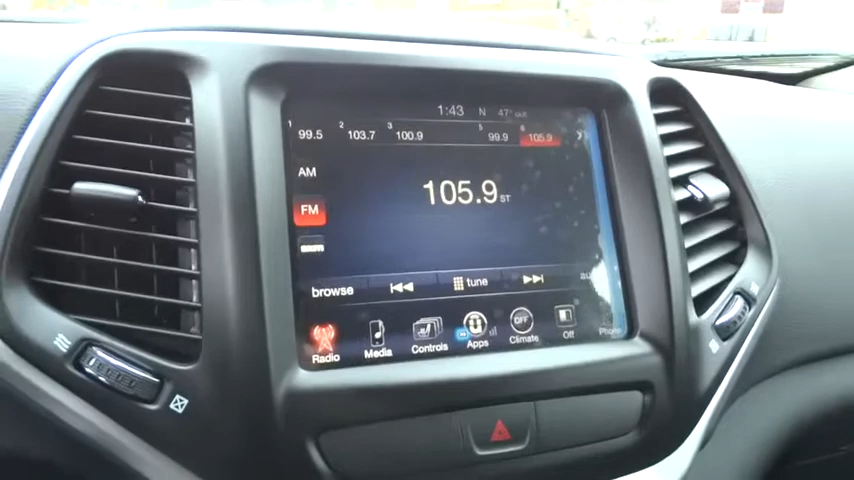 1:43 N 47° out
1 99.5 2 103.7 3 100.9 5 99.9 6 105.9
AM
FM
105.9 ST
browse tune
Radio Media Controls Apps Climate Off Phone
OFF